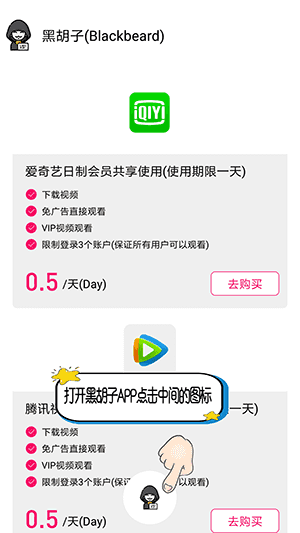 黑胡子(Blackbeard)
iQIYI
爱奇艺日制会员共享使用(使用期限一天)
下载视频
免广告直接观看
VIP视频观看
限制登录3个账户(保证所有用户可以观看)
0.5 /天(Day) 去购买
打开黑胡子APP点击中间的图标
腾讯 一天)
下载视频
免广告直接观看
VIP视频观看
限制登录3个账户(保 户可以观看)
0.5 /天(Day) 去购买